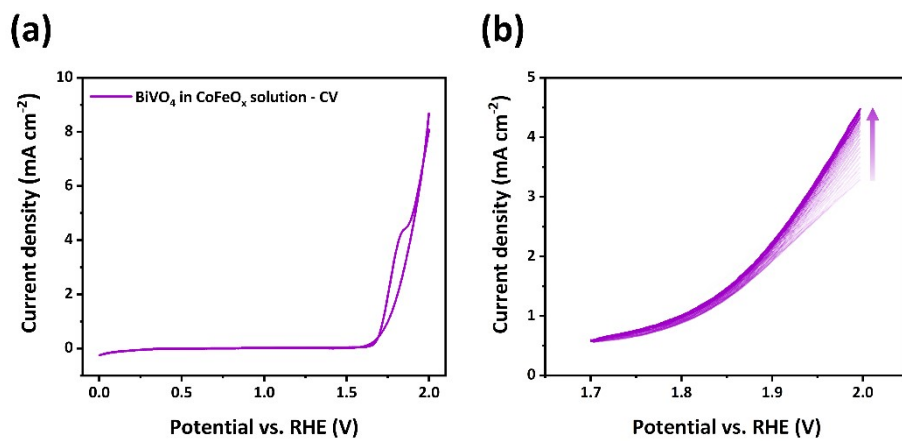 (a)
10
8
6
4
2
0
0.0 0.5 1.0 1.5 2.0
Current density (mA cm⁻²)
Potential vs. RHE (V)
BiVO₄ in CoFeOₓ solution - CV
(b)
5
4
3
2
1
0
1.7 1.8 1.9 2.0
Current density (mA cm⁻²)
Potential vs. RHE (V)